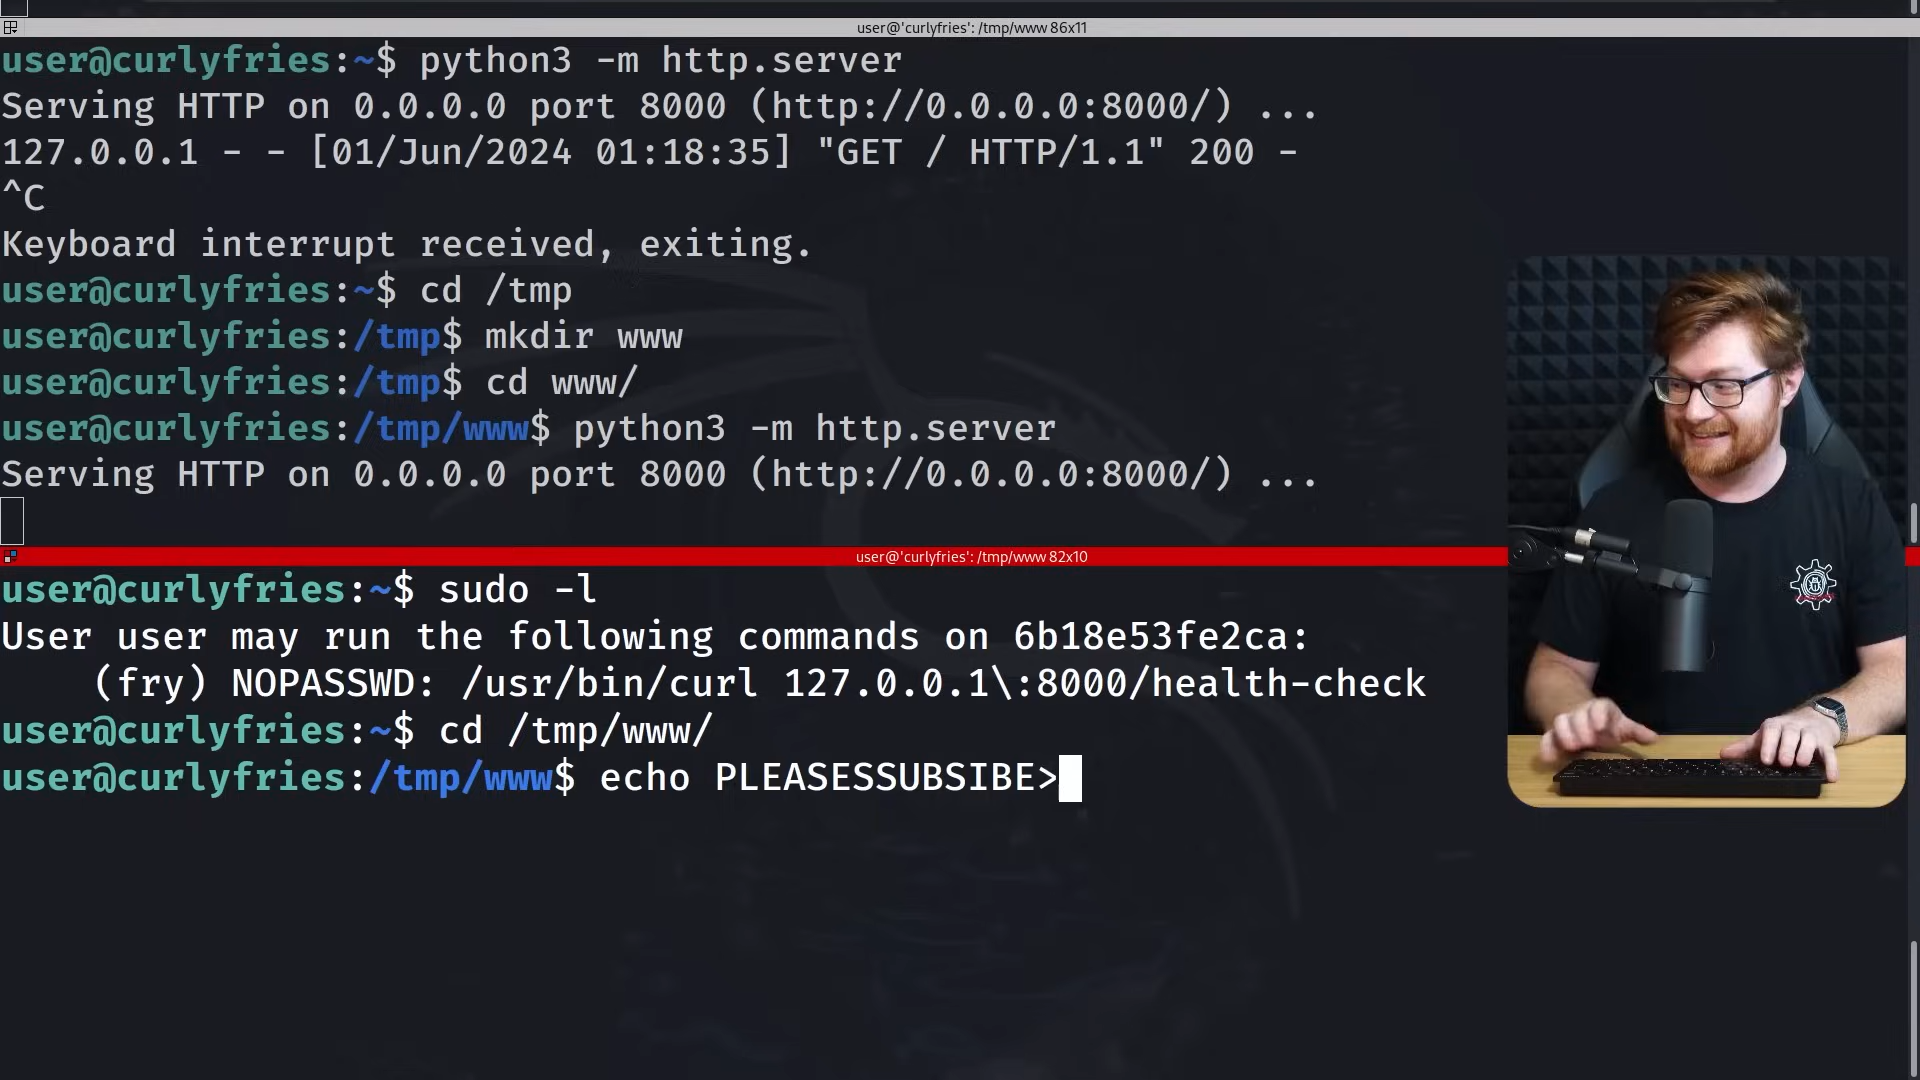 user@'curlyfries': /tmp/www 86x11
user@curlyfries:~$ python3 -m http.server
Serving HTTP on 0.0.0.0 port 8000 (http://0.0.0.0:8000/) ...
127.0.0.1 - - [01/Jun/2024 01:18:35] "GET / HTTP/1.1" 200 -
^C
Keyboard interrupt received, exiting.
user@curlyfries:~$ cd /tmp
user@curlyfries:/tmp$ mkdir www
user@curlyfries:/tmp$ cd www/
user@curlyfries:/tmp/www$ python3 -m http.server
Serving HTTP on 0.0.0.0 port 8000 (http://0.0.0.0:8000/) ...
user@'curlyfries': /tmp/www 82x10
user@curlyfries:~$ sudo -l
User user may run the following commands on 6b18e53fe2ca:
    (fry) NOPASSWD: /usr/bin/curl 127.0.0.1\:8000/health-check
user@curlyfries:~$ cd /tmp/www/
user@curlyfries:/tmp/www$ echo PLEASESSUBSIBE>